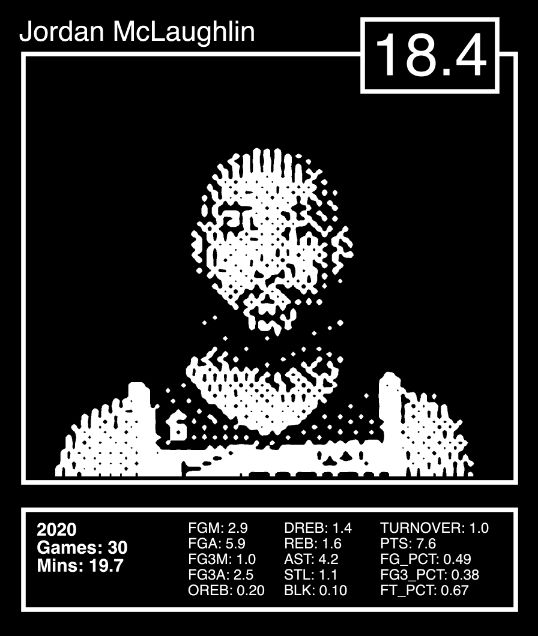 Jordan McLaughlin
18.4
6
2020
Games: 30
Mins: 19.7
FGM: 2.9
FGA: 5.9
FG3M: 1.0
FG3A: 2.5
OREB: 0.20
DREB: 1.4
REB: 1.6
AST: 4.2
STL: 1.1
BLK: 0.10
TURNOVER: 1.0
PTS: 7.6
FG_PCT: 0.49
FG3_PCT: 0.38
FT_PCT: 0.67